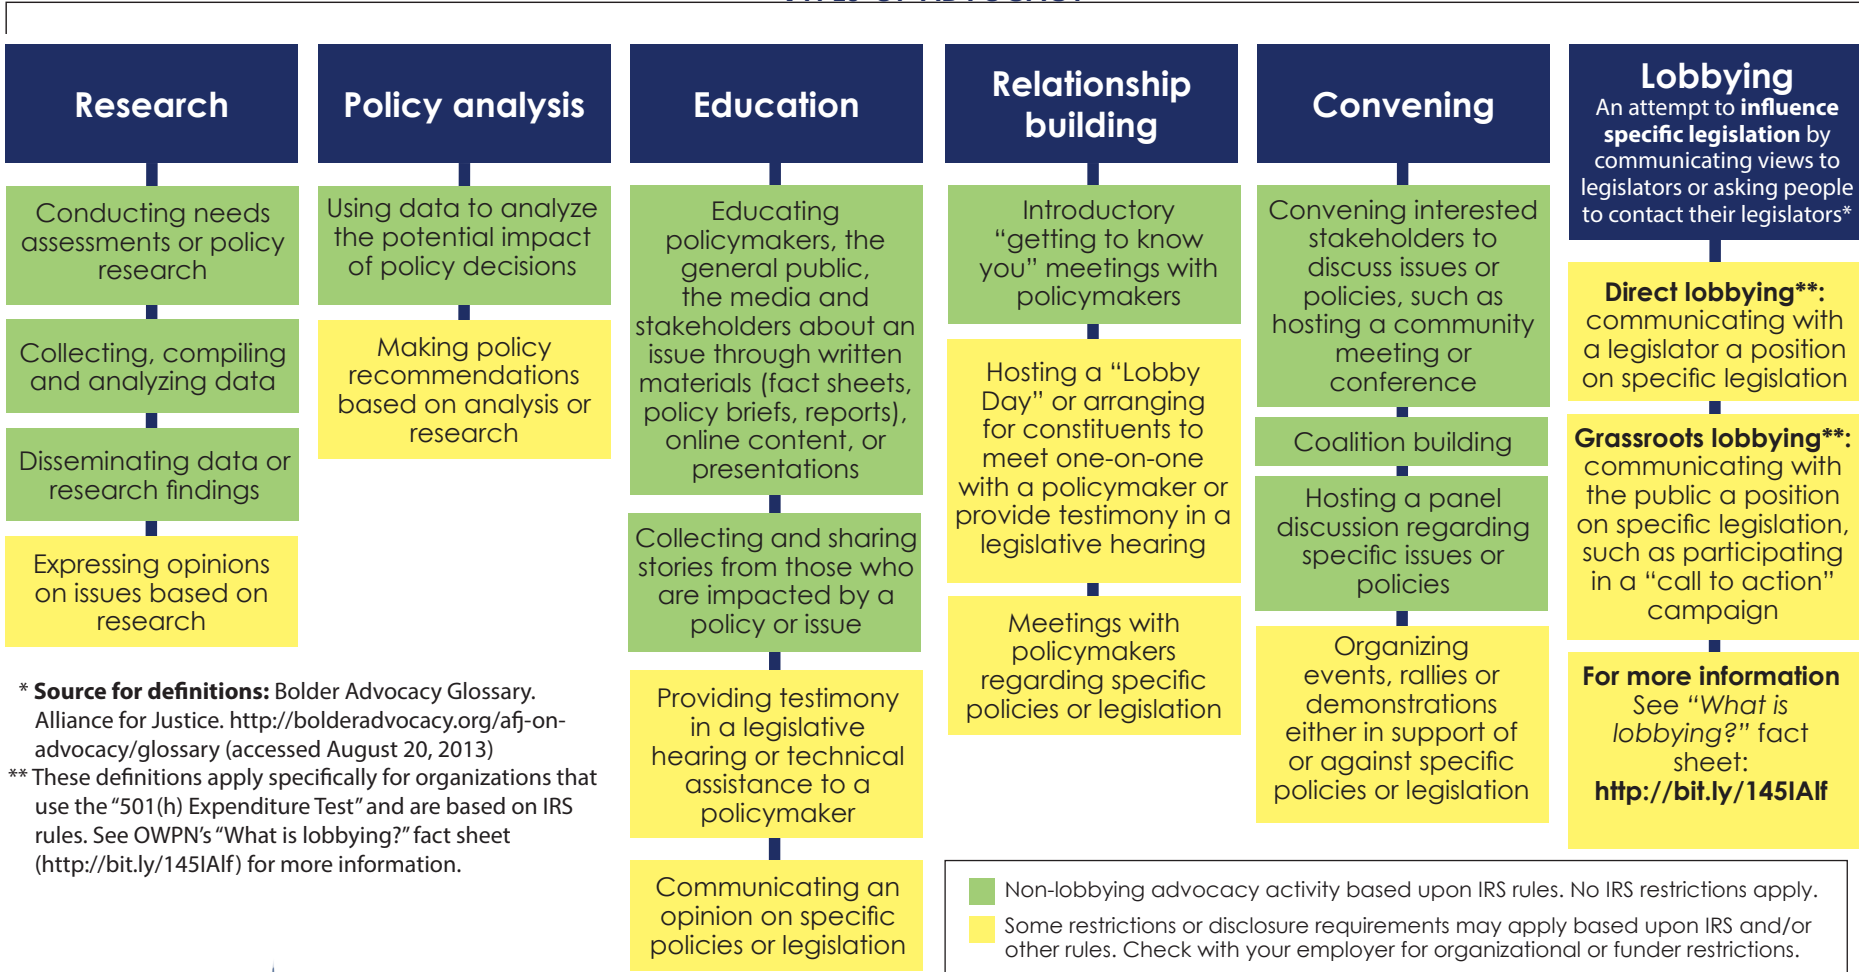 TYPES OF ADVOCACY
Research
Conducting needs
assessments or policy
research
Collecting, compiling
and analyzing data
Disseminating data or
research findings
Expressing opinions
on issues based on
research
Policy analysis
Using data to analyze
the potential impact
of policy decisions
Making policy
recommendations
based on analysis or
research
Education
Educating
policymakers, the
general public,
the media and
stakeholders about an
issue through written
materials (fact sheets,
policy briefs, reports),
online content, or
presentations
Collecting and sharing
stories from those who
are impacted by a
policy or issue
Providing testimony
in a legislative
hearing or technical
assistance to a
policymaker
Communicating an
opinion on specific
policies or legislation
Relationship
building
Introductory
“getting to know
you” meetings with
policymakers
Hosting a “Lobby
Day” or arranging
for constituents to
meet one-on-one
with a policymaker or
provide testimony in a
legislative hearing
Meetings with
policymakers
regarding specific
policies or legislation
Convening
Convening interested
stakeholders to
discuss issues or
policies, such as
hosting a community
meeting or
conference
Coalition building
Hosting a panel
discussion regarding
specific issues or
policies
Organizing
events, rallies or
demonstrations
either in support of
or against specific
policies or legislation
Lobbying
An attempt to influence
specific legislation by
communicating views to
legislators or asking people
to contact their legislators*
Direct lobbying**:
communicating with
a legislator a position
on specific legislation
Grassroots lobbying**:
communicating with
the public a position
on specific legislation,
such as participating
in a “call to action”
campaign
For more information
See “What is
lobbying?” fact
sheet:
http://bit.ly/145IAlf
* Source for definitions: Bolder Advocacy Glossary.
Alliance for Justice. http://bolderadvocacy.org/afj-on-
advocacy/glossary (accessed August 20, 2013)
** These definitions apply specifically for organizations that
use the “501(h) Expenditure Test” and are based on IRS
rules. See OWPN’s “What is lobbying?” fact sheet
(http://bit.ly/145IAlf) for more information.
Non-lobbying advocacy activity based upon IRS rules. No IRS restrictions apply.
Some restrictions or disclosure requirements may apply based upon IRS and/or
other rules. Check with your employer for organizational or funder restrictions.